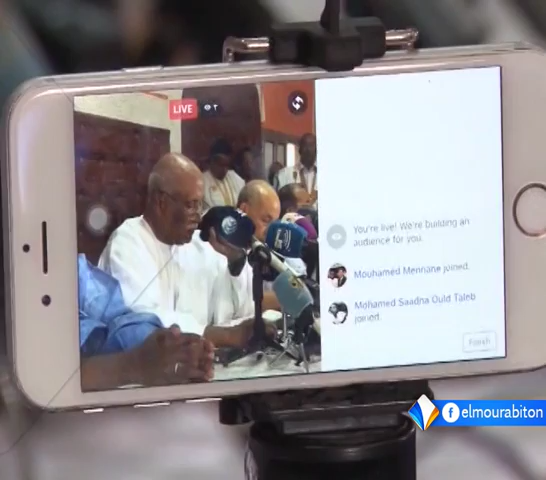 LIVE
You're live! We're building an
audience for you.
Mouhamed Mennane joined.
Mohamed Saadna Ould Taleb
joined.
Finish
elmourabiton